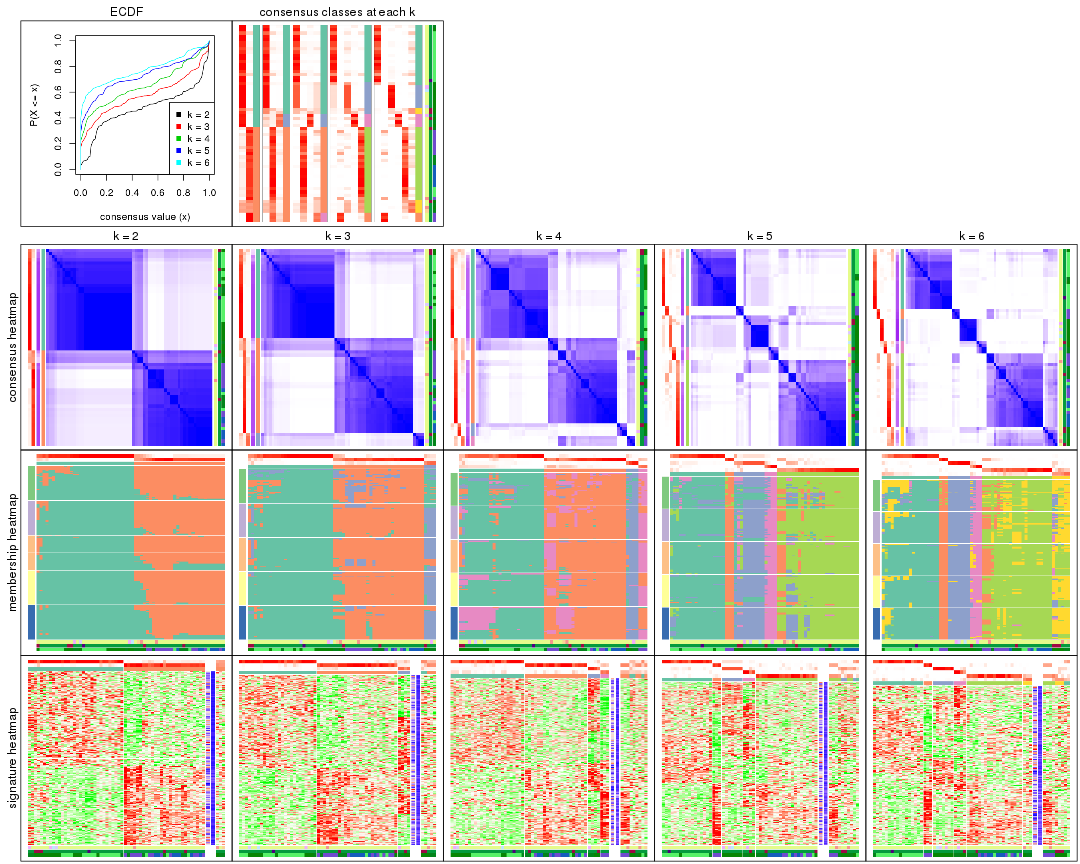 ECDF
consensus classes at each k
P(X <= x)
1.0
0.8
0.6
0.4
0.2
0.0
k = 2
k = 3
k = 4
k = 5
k = 6
0.0 0.2 0.4 0.6 0.8 1.0
consensus value (x)
k = 2 k = 3 k = 4 k = 5 k = 6
consensus heatmap
membership heatmap
signature heatmap